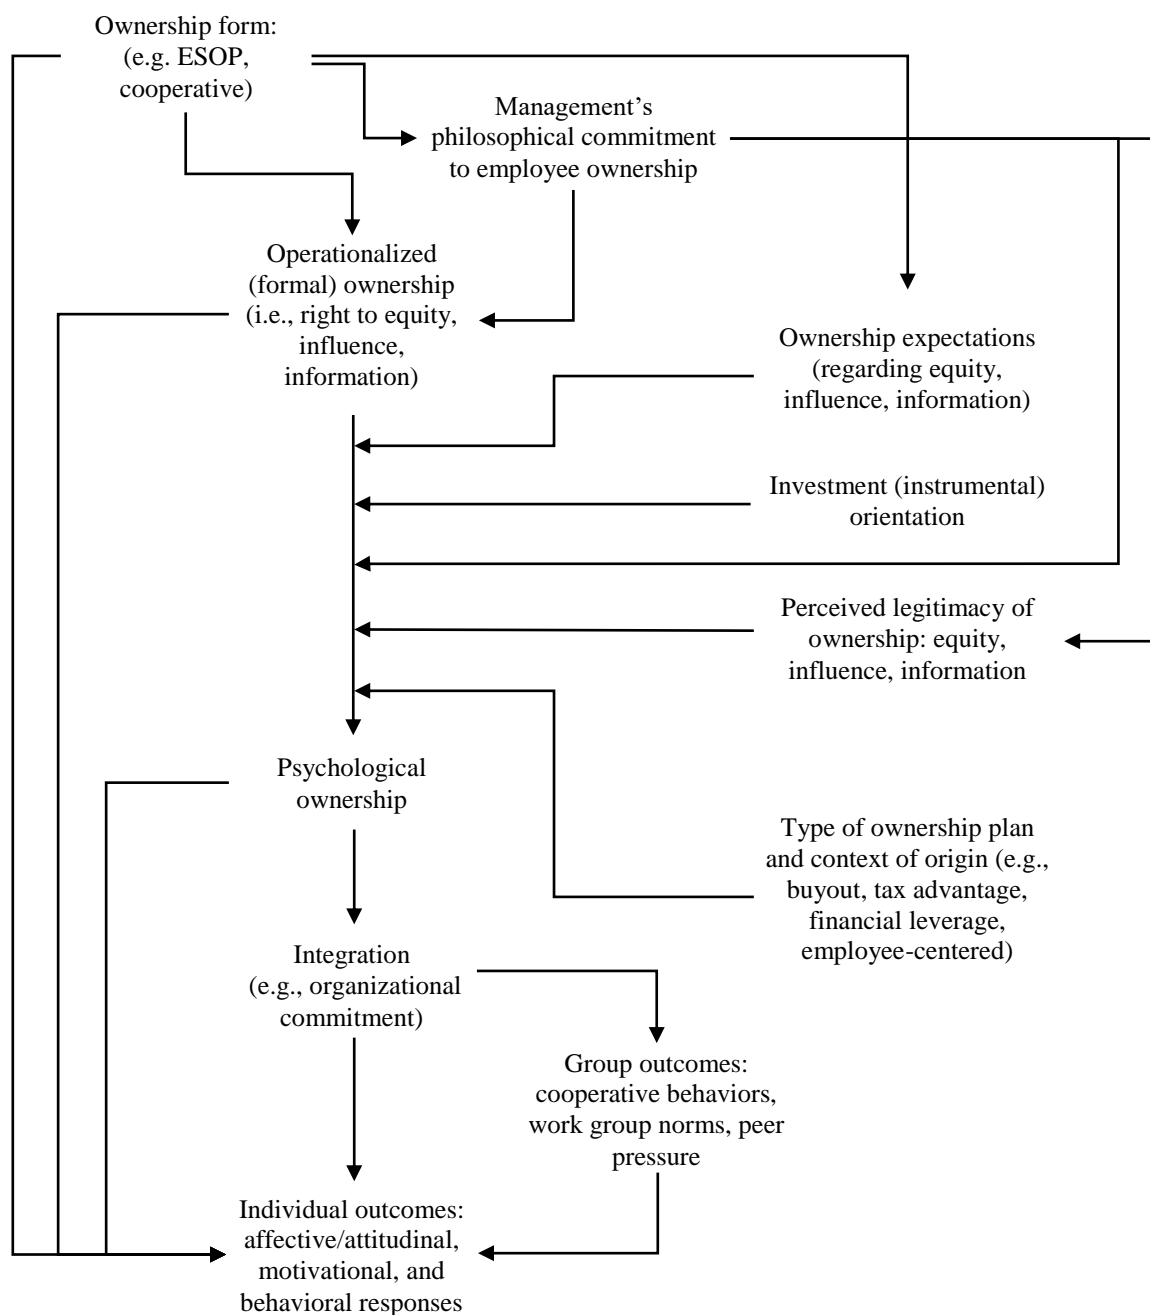 Ownership form:
(e.g. ESOP,
cooperative)
Management’s
philosophical commitment
to employee ownership
Operationalized
(formal) ownership
(i.e., right to equity,
influence,
information)
Ownership expectations
(regarding equity,
influence, information)
Investment (instrumental)
orientation
Perceived legitimacy of
ownership: equity,
influence, information
Psychological
ownership
Type of ownership plan
and context of origin (e.g.,
buyout, tax advantage,
financial leverage,
employee-centered)
Integration
(e.g., organizational
commitment)
Group outcomes:
cooperative behaviors,
work group norms, peer
pressure
Individual outcomes:
affective/attitudinal,
motivational, and
behavioral responses